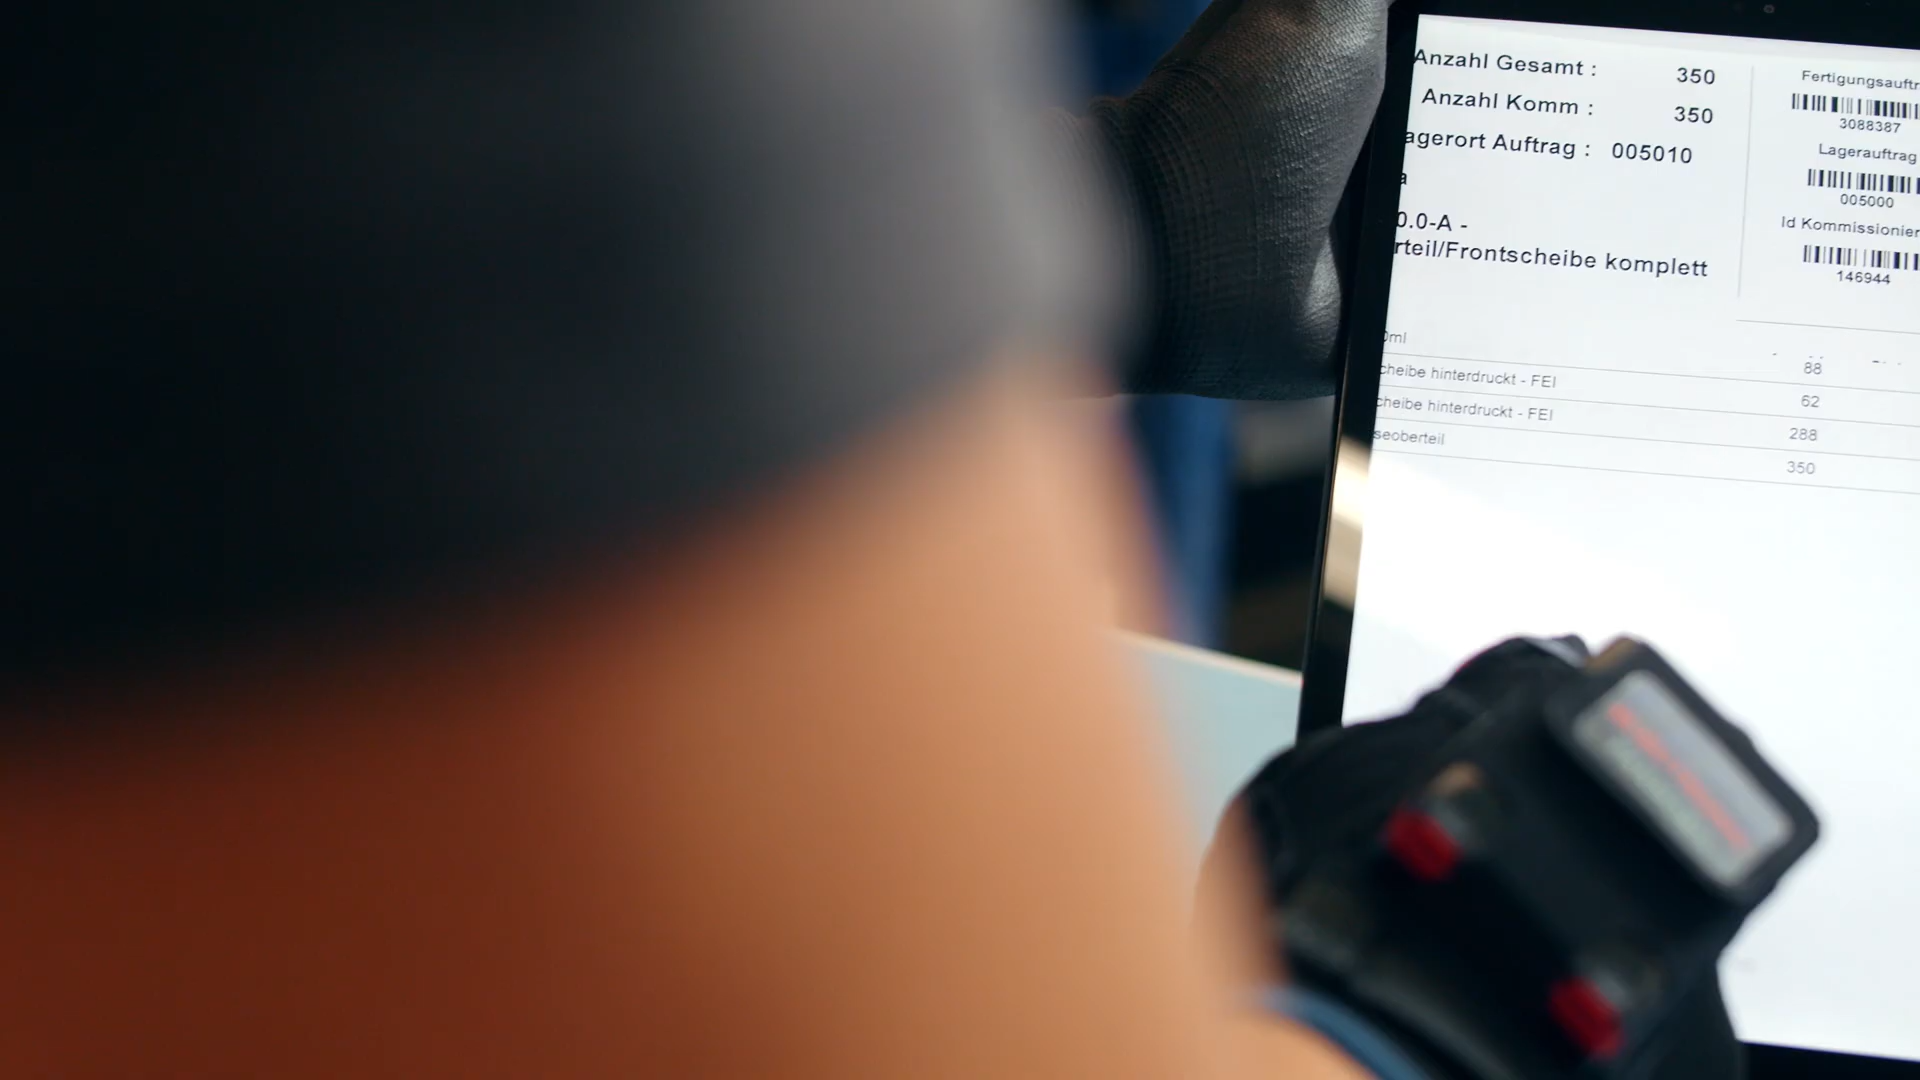 Anzahl Gesamt : 350
Anzahl Komm : 350
agerort Auftrag : 005010
a
0.0-A -
rteil/Frontscheibe komplett
Fertigungsauftr
3088387
Lagerauftrag
005000
Id Kommissionier
146944
0ml 88
cheibe hinterdruckt - FEI 62
cheibe hinterdruckt - FEI 288
seoberteil 350